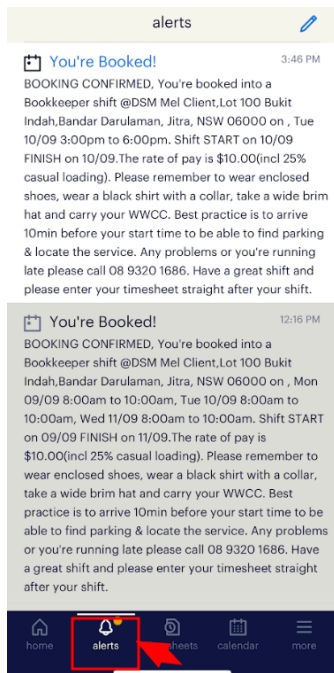 alerts
You're Booked!
3:46 PM
BOOKING CONFIRMED, You're booked into a
Bookkeeper shift @DSM Mel Client,Lot 100 Bukit
Indah,Bandar Darulaman, Jitra, NSW 06000 on , Tue
10/09 3:00pm to 6:00pm. Shift START on 10/09
FINISH on 10/09.The rate of pay is $10.00(incl 25%
casual loading). Please remember to wear enclosed
shoes, wear a black shirt with a collar, take a wide brim
hat and carry your WWCC. Best practice is to arrive
10min before your start time to be able to find parking
& locate the service. Any problems or you're running
late please call 08 9320 1686. Have a great shift and
please enter your timesheet straight after your shift.
You're Booked!
12:16 PM
BOOKING CONFIRMED, You're booked into a
Bookkeeper shift @DSM Mel Client,Lot 100 Bukit
Indah,Bandar Darulaman, Jitra, NSW 06000 on , Mon
09/09 8:00am to 10:00am, Tue 10/09 8:00am to
10:00am, Wed 11/09 8:00am to 10:00am. Shift START
on 09/09 FINISH on 11/09.The rate of pay is
$10.00(incl 25% casual loading). Please remember to
wear enclosed shoes, wear a black shirt with a collar,
take a wide brim hat and carry your WWCC. Best
practice is to arrive 10min before your start time to be
able to find parking & locate the service. Any problems
or you're running late please call 08 9320 1686. Have
a great shift and please enter your timesheet straight
after your shift.
home alerts calendar more